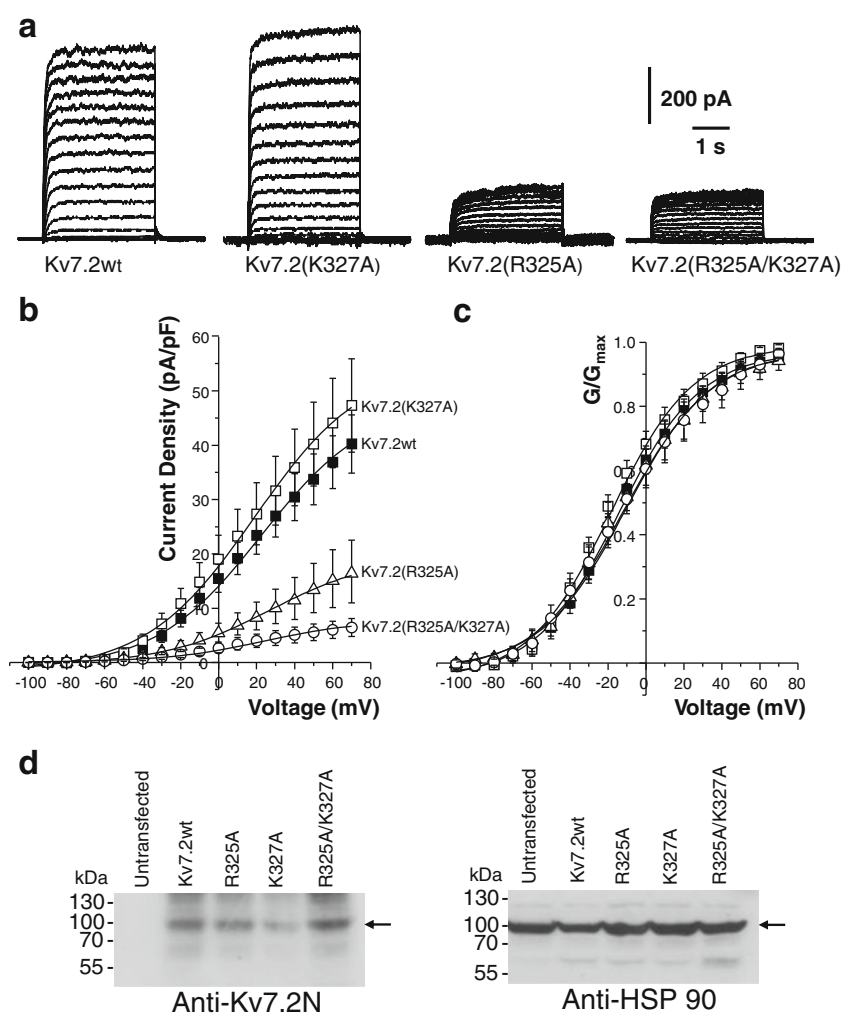 a
200 pA
1 s
Kv7.2wt
Kv7.2(K327A)
Kv7.2(R325A)
Kv7.2(R325A/K327A)
b
Current Density (pA/pF)
60
50
40
30
20
10
0
Kv7.2(K327A)
Kv7.2wt
Kv7.2(R325A)
Kv7.2(R325A/K327A)
-100 -80 -60 -40 -20 0 20 40 60 80
Voltage (mV)
c
G/Gmax
1.0
0.8
0.6
0.4
0.2
-100 -80 -60 -40 -20 0 20 40 60 80
Voltage (mV)
d
Untransfected
Kv7.2wt
R325A
K327A
R325A/K327A
kDa
130-
100-
70-
55-
Anti-Kv7.2N
Untransfected
Kv7.2wt
R325A
K327A
R325A/K327A
kDa
130-
100-
70-
55-
Anti-HSP 90